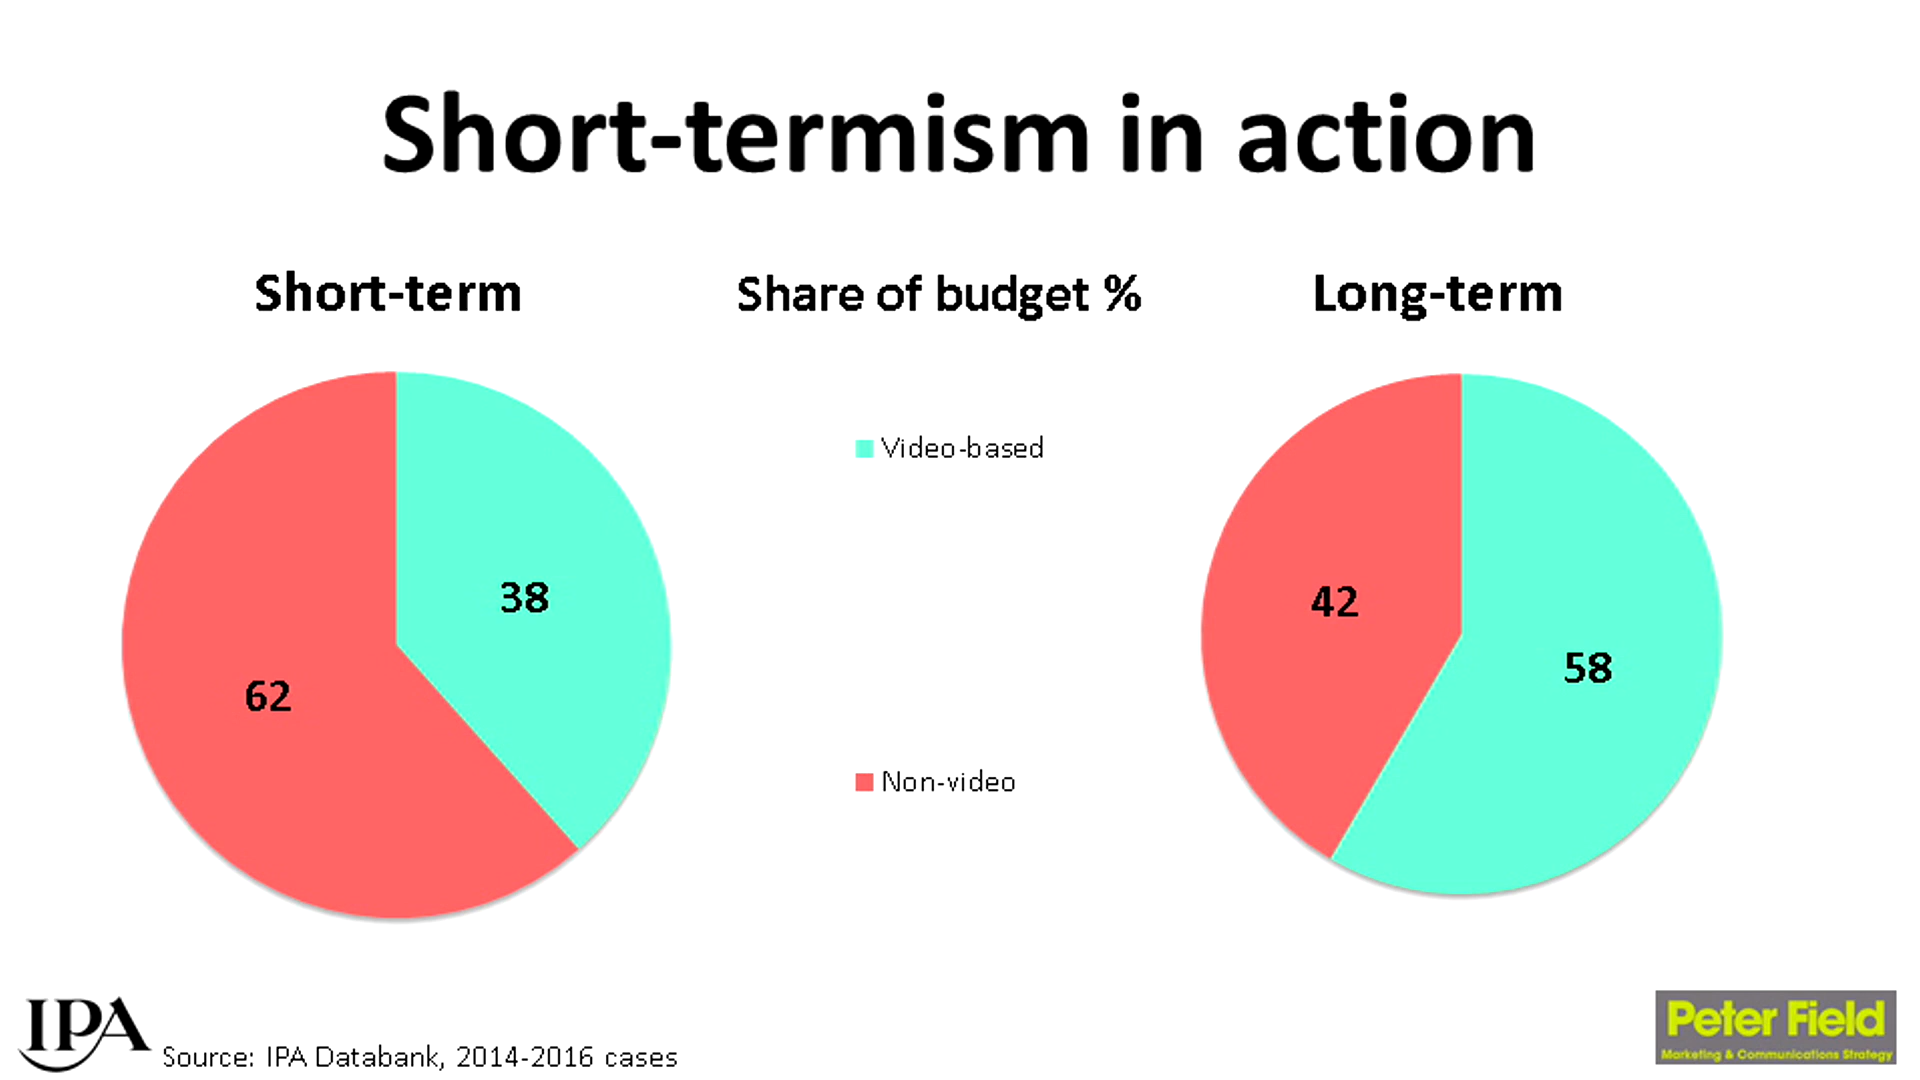 Short-termism in action
Short-term
Share of budget %
Long-term
Video-based
Non-video
38
62
42
58
IPA
Source: IPA Databank, 2014-2016 cases
Peter Field
Marketing & Communications Strategy